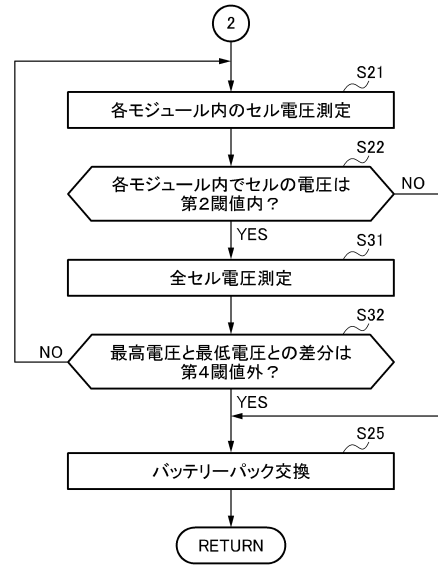 2
S21
各モジュール内のセル電圧測定
S22
各モジュール内でセルの電圧は
第2閾値内？
NO
YES
S31
全セル電圧測定
S32
最高電圧と最低電圧との差分は
第4閾値外？
NO
YES
S25
バッテリーパック交換
RETURN